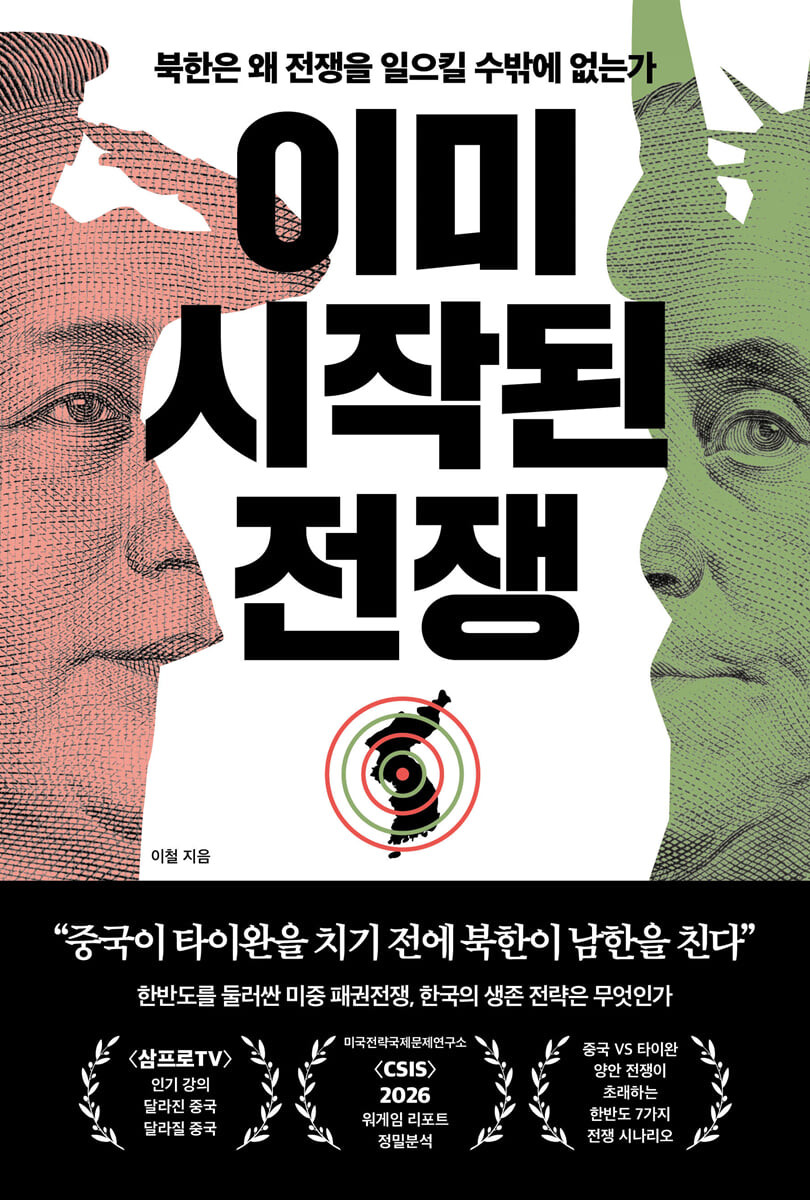 북한은 왜 전쟁을 일으킬 수밖에 없는가
이미
시작된
전쟁
이철 지음
“중국이 타이완을 치기 전에 북한이 남한을 친다”
한반도를 둘러싼 미중 패권전쟁, 한국의 생존 전략은 무엇인가
〈삼프로TV〉
인기 강의
달라진 중국
달라질 중국
미국전략국제문제연구소
〈CSIS〉
2026
워게임 리포트
정밀분석
중국 VS 타이완
양안 전쟁이
초래하는
한반도 7가지
전쟁 시나리오